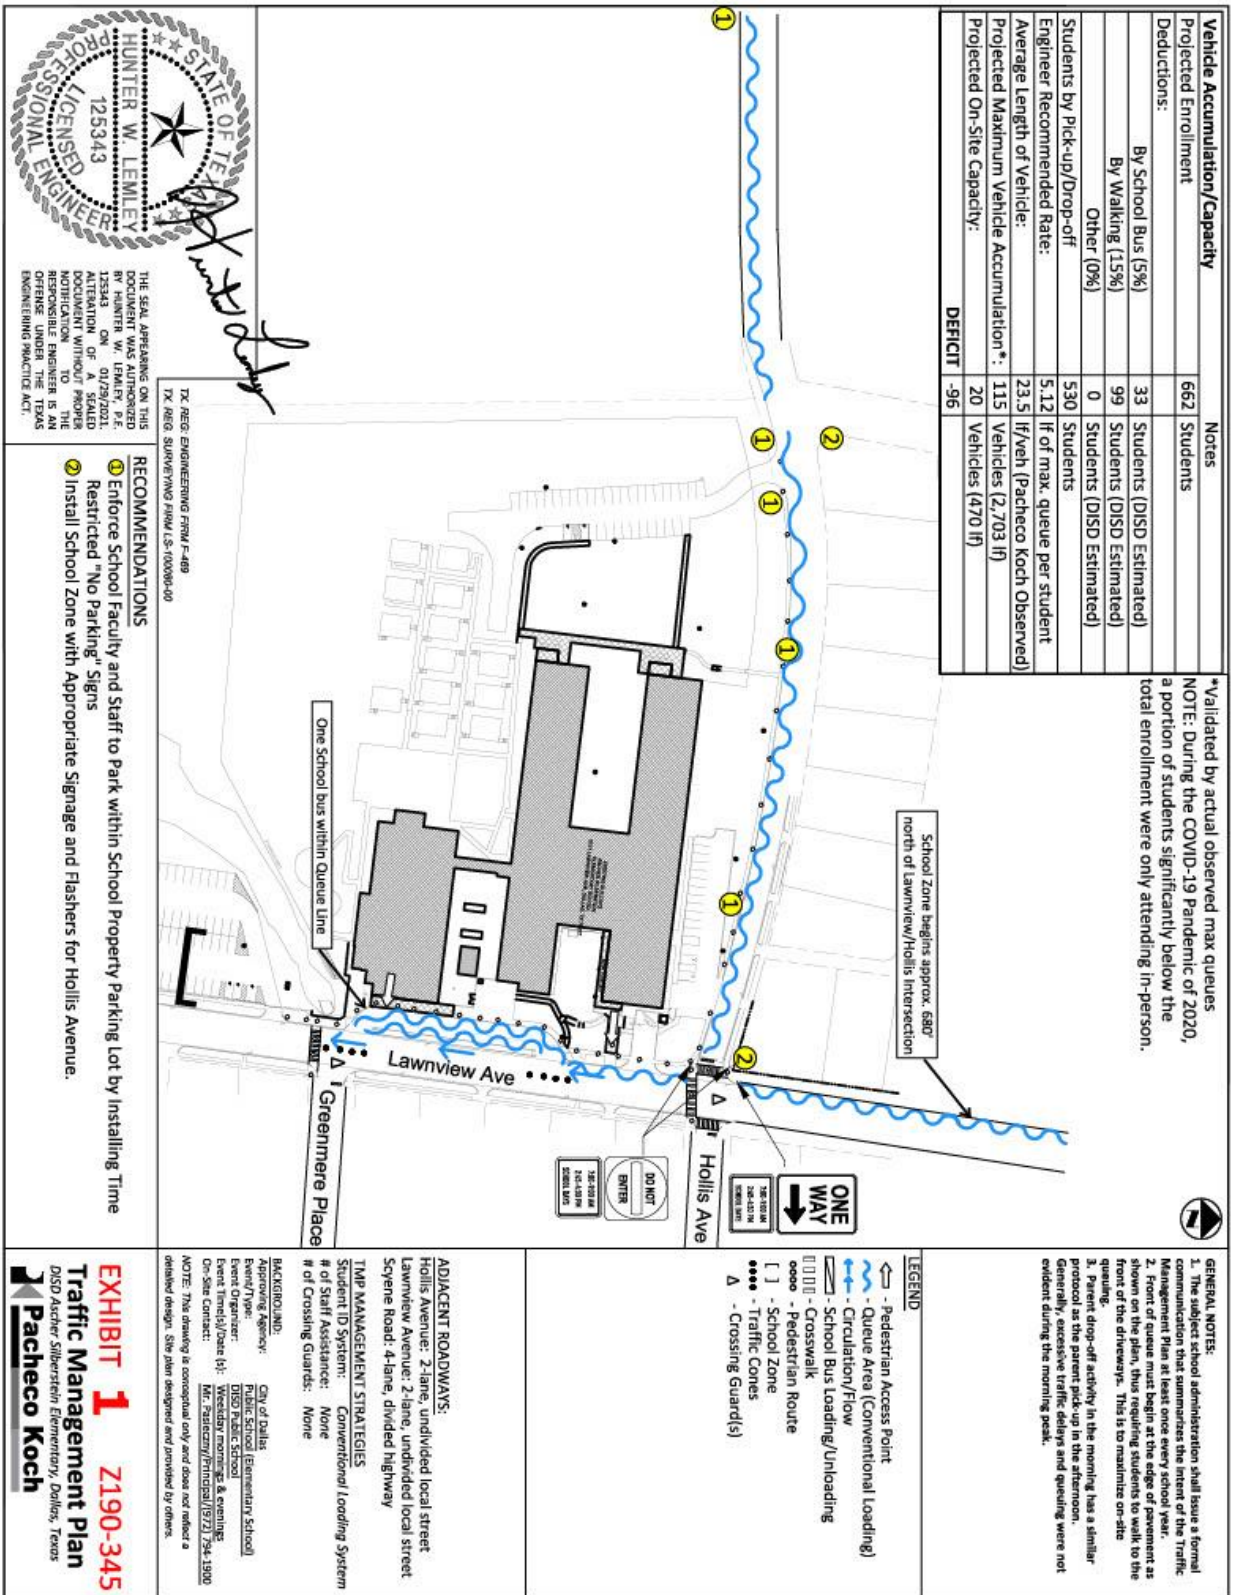 Vehicle Accumulation/Capacity Notes
Projected Enrollment 662 Students
Deductions:
By School Bus (5%) 33 Students (DISD Estimated)
By Walking (15%) 99 Students (DISD Estimated)
Other (0%) 0 Students (DISD Estimated)
Students by Pick-up/Drop-off 530 Students
Engineer Recommended Rate: 5.12 lf of max. queue per student
Average Length of Vehicle: 23.5 lf/veh (Pacheco Koch Observed)
Projected Maximum Vehicle Accumulation*: 115 Vehicles (2,703 lf)
Projected On-Site Capacity: 20 Vehicles (470 lf)
DEFICIT -96
*Validated by actual observed max queues
NOTE: During the COVID-19 Pandemic of 2020,
a portion of students significantly below the
total enrollment were only attending in-person.
N
School Zone begins approx. 680'
north of Lawnview/Hollis Intersection
1
1
2
1
1
1
2
ONE
WAY
DO NOT
ENTER
Hollis Ave
Lawnview Ave
Greenmere Place
One School bus within Queue Line
STATE OF TEXAS
HUNTER W. LEMLEY
125343
LICENSED
PROFESSIONAL ENGINEER
THE SEAL APPEARING ON THIS
DOCUMENT WAS AUTHORIZED
BY HUNTER W. LEMLEY, P.E.
125343 ON 01/29/2021.
ALTERATION OF A SEALED
DOCUMENT WITHOUT PROPER
NOTIFICATION TO THE
RESPONSIBLE ENGINEER IS AN
OFFENSE UNDER THE TEXAS
ENGINEERING PRACTICE ACT.
TX. REG: ENGINEERING FIRM F-469
TX. REG. SURVEYING FIRM LS-100080-00
RECOMMENDATIONS
1 Enforce School Faculty and Staff to Park within School Property Parking Lot by Installing Time
Restricted "No Parking" Signs
2 Install School Zone with Appropriate Signage and Flashers for Hollis Avenue.
GENERAL NOTES:
1. The subject school administration shall issue a formal
communication that summarizes the intent of the Traffic
Management Plan at least once every school year.
2. Front of queue must begin at the edge of pavement as
shown on the plan, thus requiring students to walk to the
front of the driveways. This is to maximize on-site
queuing.
3. Parent drop-off activity in the morning has a similar
protocol as the parent pick-up in the afternoon.
Generally, excessive traffic delays and queuing were not
evident during the morning peak.
LEGEND
- Pedestrian Access Point
- Queue Area (Conventional Loading)
- Circulation/Flow
- School Bus Loading/Unloading
- Crosswalk
- Pedestrian Route
[ ] - School Zone
- Traffic Cones
Δ - Crossing Guard(s)
ADJACENT ROADWAYS:
Hollis Avenue: 2-lane, undivided local street
Lawnview Avenue: 2-lane, undivided local street
Scyene Road: 4-lane, divided highway
TMP MANAGEMENT STRATEGIES
Student ID System: Conventional Loading System
# of Staff Assistance: None
# of Crossing Guards: None
BACKGROUND:
Approving Agency: City of Dallas
Event/Type: Public School (Elementary School)
Event Organizer: DISD Public School
Event Time(s)/Date (s): Weekday mornings & evenings
On-Site Contact: Mr. Pasieczny/Principal/(972) 794-1900
NOTE: This drawing is conceptual only and does not reflect a
detailed design. Site plan designed and provided by others.
EXHIBIT 1 Z190-345
Traffic Management Plan
DISD Ascher Silberstein Elementary, Dallas, Texas
Pacheco Koch